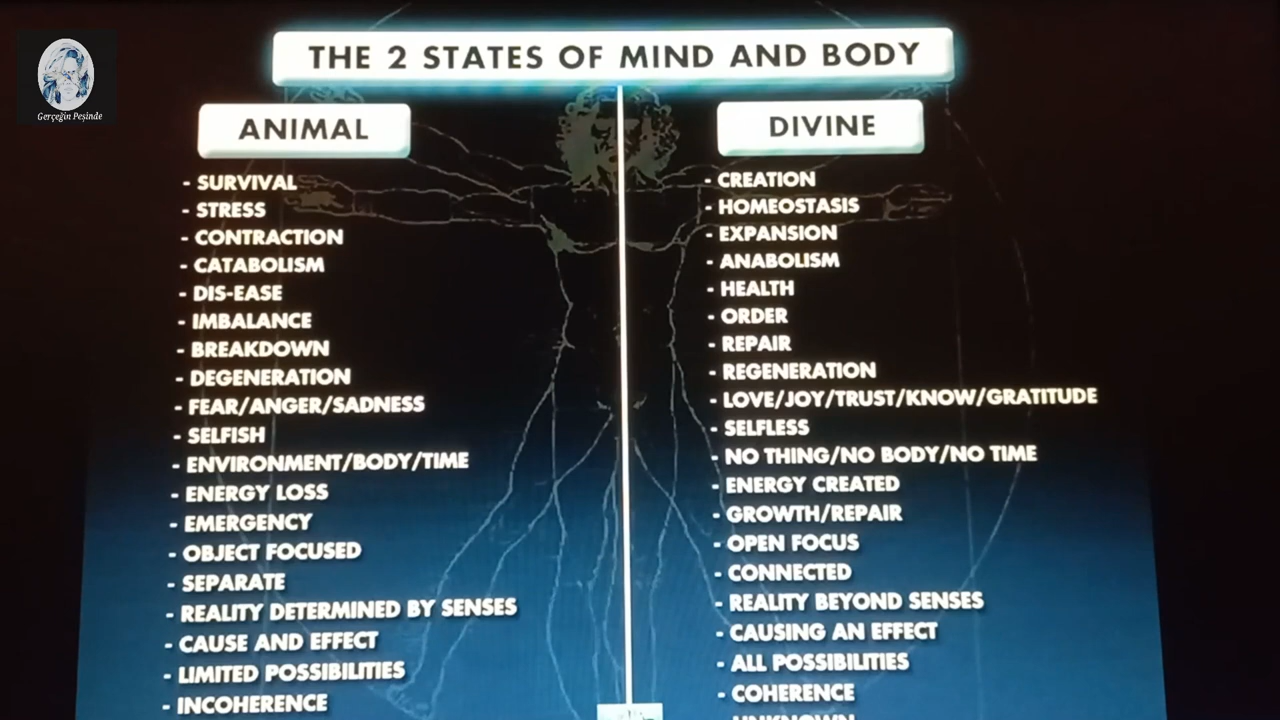 Gerçeğin Peşinde
THE 2 STATES OF MIND AND BODY
ANIMAL
- SURVIVAL
- STRESS
- CONTRACTION
- CATABOLISM
- DIS-EASE
- IMBALANCE
- BREAKDOWN
- DEGENERATION
- FEAR/ANGER/SADNESS
- SELFISH
- ENVIRONMENT/BODY/TIME
- ENERGY LOSS
- EMERGENCY
- OBJECT FOCUSED
- SEPARATE
- REALITY DETERMINED BY SENSES
- CAUSE AND EFFECT
- LIMITED POSSIBILITIES
- INCOHERENCE
DIVINE
- CREATION
- HOMEOSTASIS
- EXPANSION
- ANABOLISM
- HEALTH
- ORDER
- REPAIR
- REGENERATION
- LOVE/JOY/TRUST/KNOW/GRATITUDE
- SELFLESS
- NO THING/NO BODY/NO TIME
- ENERGY CREATED
- GROWTH/REPAIR
- OPEN FOCUS
- CONNECTED
- REALITY BEYOND SENSES
- CAUSING AN EFFECT
- ALL POSSIBILITIES
- COHERENCE
- UNKNOWN